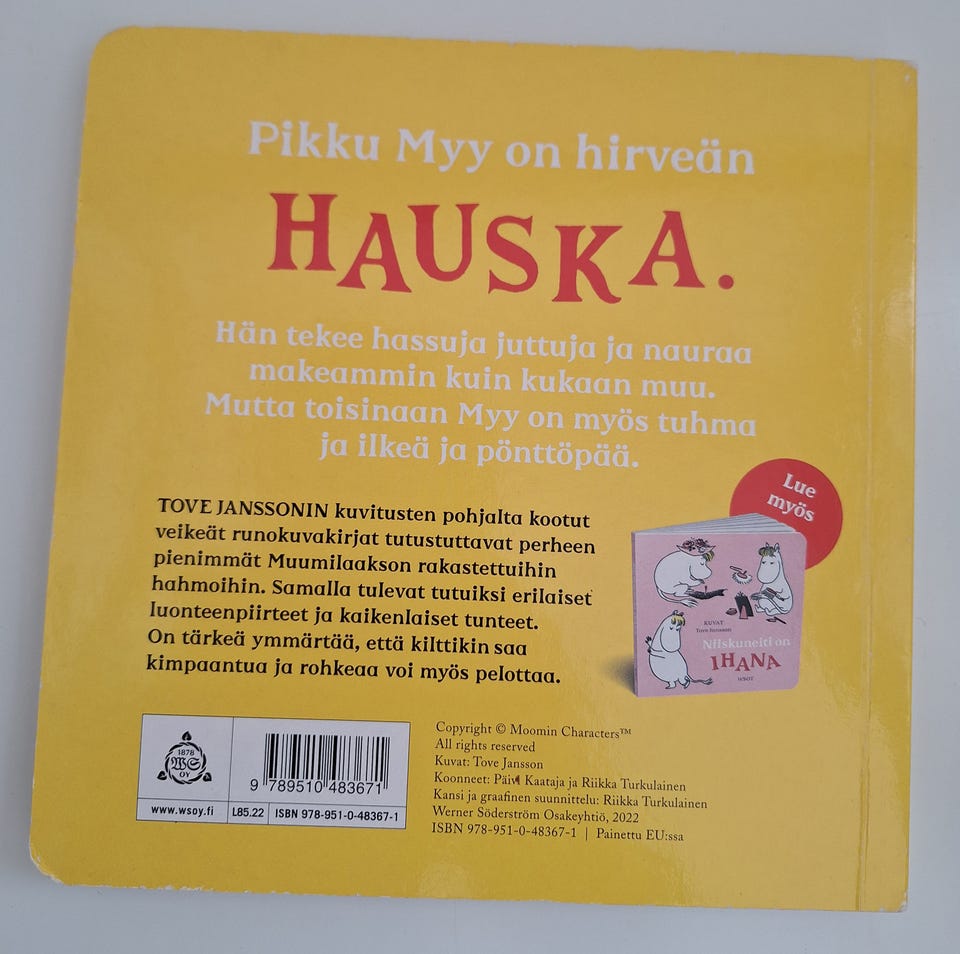 Pikku Myy on hirveän
HAUSKA.
Hän tekee hassuja juttuja ja nauraa
makeammin kuin kukaan muu.
Mutta toisinaan Myy on myös tuhma
ja ilkeä ja pönttöpää.
TOVE JANSSONIN kuvitusten pohjalta kootut
veikeät runokuvakirjat tutustuttavat perheen
pienimmät Muumilaakson rakastettuihin
hahmoihin. Samalla tulevat tutuiksi erilaiset
luonteenpiirteet ja kaikenlaiset tunteet.
On tärkeä ymmärtää, että kilttikin saa
kimpaantua ja rohkeaa voi myös pelottaa.
Lue
myös
KUVAT
Tove Jansson
Niiskuneiti on
IHANA
WSOY
1878
WS
OY
9 789510 483671
www.wsoy.fi
L85.22
ISBN 978-951-0-48367-1
Copyright © Moomin Characters™
All rights reserved
Kuvat: Tove Jansson
Koonneet: Päivi Kaataja ja Riikka Turkulainen
Kansi ja graafinen suunnittelu: Riikka Turkulainen
Werner Söderström Osakeyhtiö, 2022
ISBN 978-951-0-48367-1 | Painettu EU:ssa